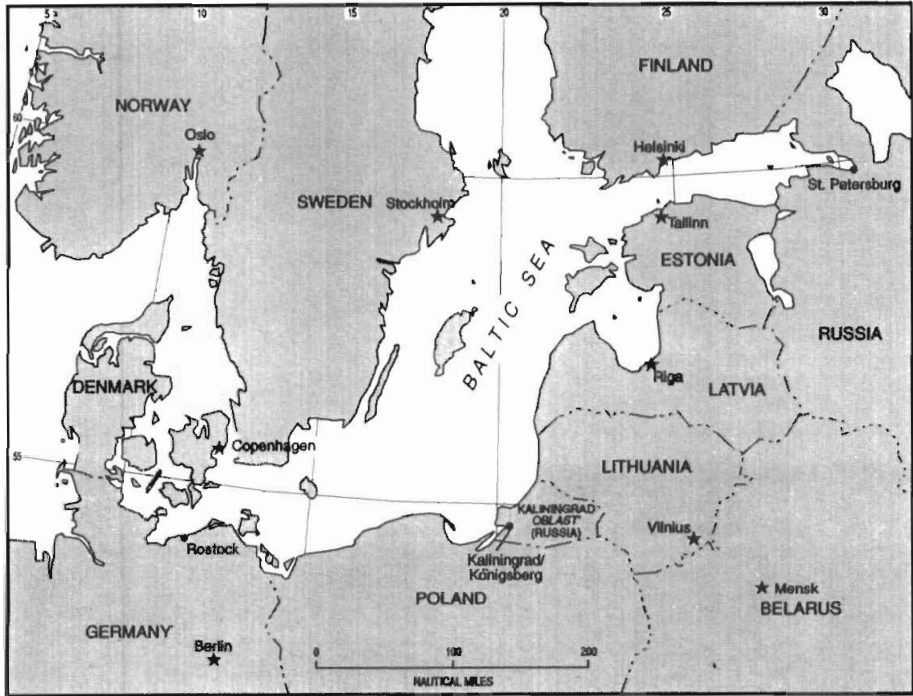 5
10
15
20
25
30
FINLAND
NORWAY
60
Oslo
Helsinki
St. Petersburg
SWEDEN
Stockholm
Tallinn
ESTONIA
BALTIC SEA
RUSSIA
DENMARK
Riga
LATVIA
Copenhagen
55
LITHUANIA
KALININGRAD
OBLAST'
(RUSSIA)
Vilnius
Rostock
Kaliningrad/
Königsberg
Mensk
POLAND
BELARUS
GERMANY
Berlin
0
100
200
NAUTICAL MILES